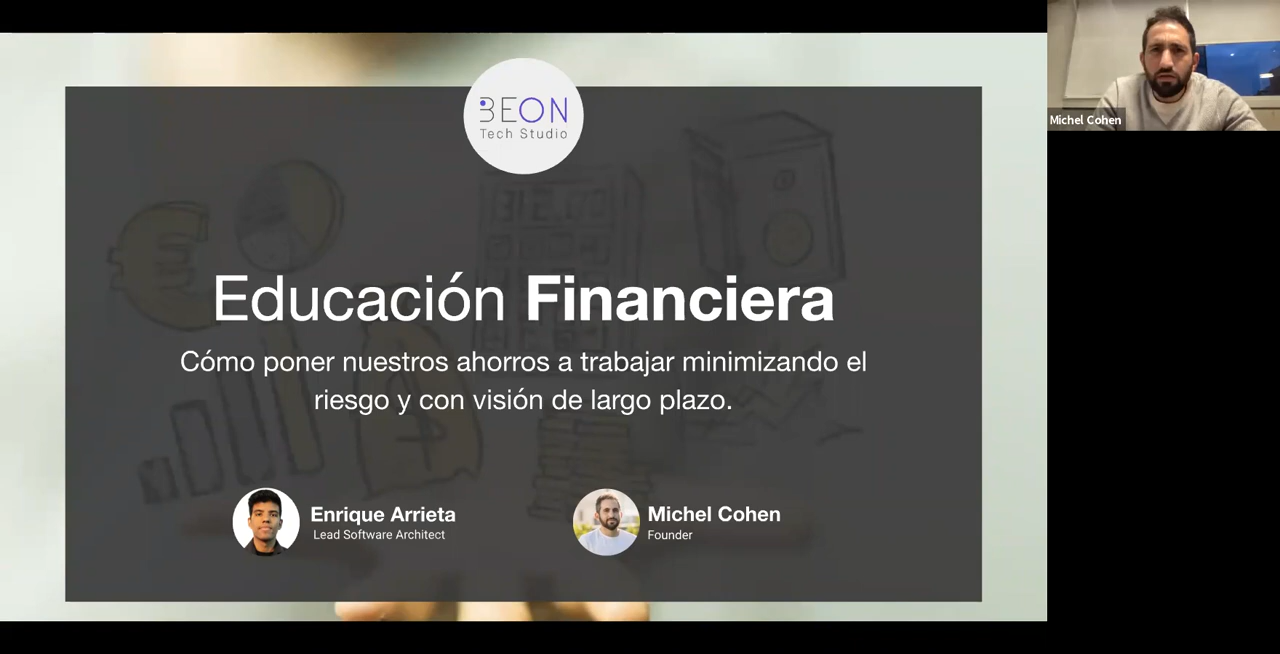 BEON
Tech Studio
Educación Financiera
Cómo poner nuestros ahorros a trabajar minimizando el
riesgo y con visión de largo plazo.
Enrique Arrieta
Lead Software Architect
Michel Cohen
Founder
Michel Cohen